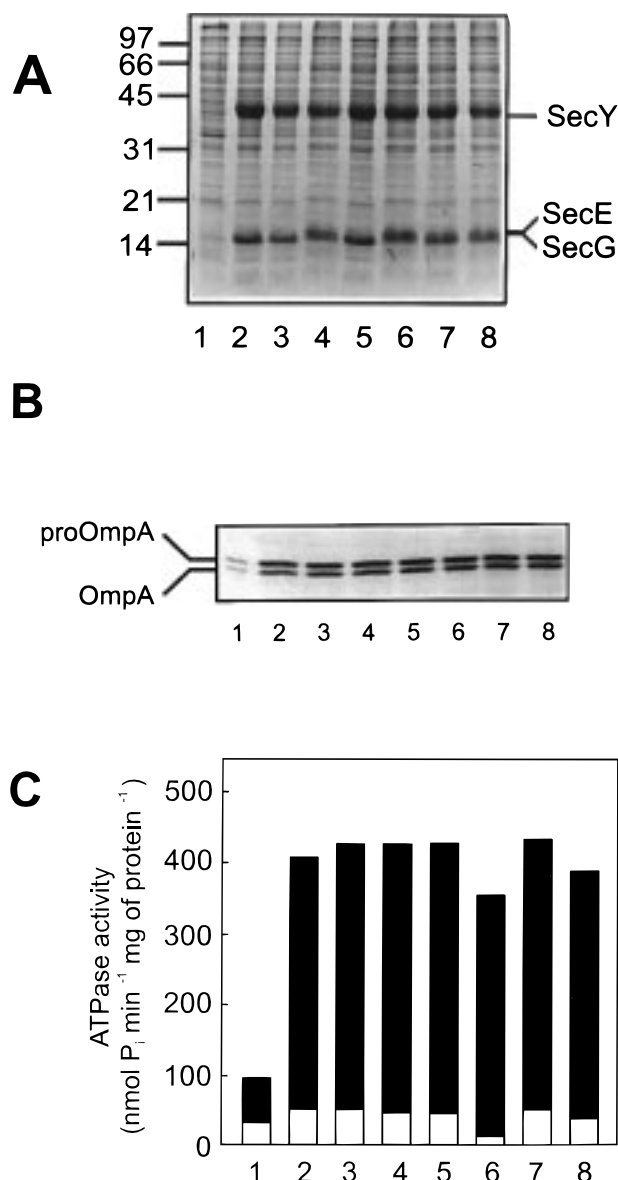 A
97
66
45
31
21
14
SecY
SecE
SecG
1 2 3 4 5 6 7 8
B
proOmpA
OmpA
1 2 3 4 5 6 7 8
C
ATPase activity
(nmol Pi min -1 mg of protein -1)
500
400
300
200
100
0
1 2 3 4 5 6 7 8